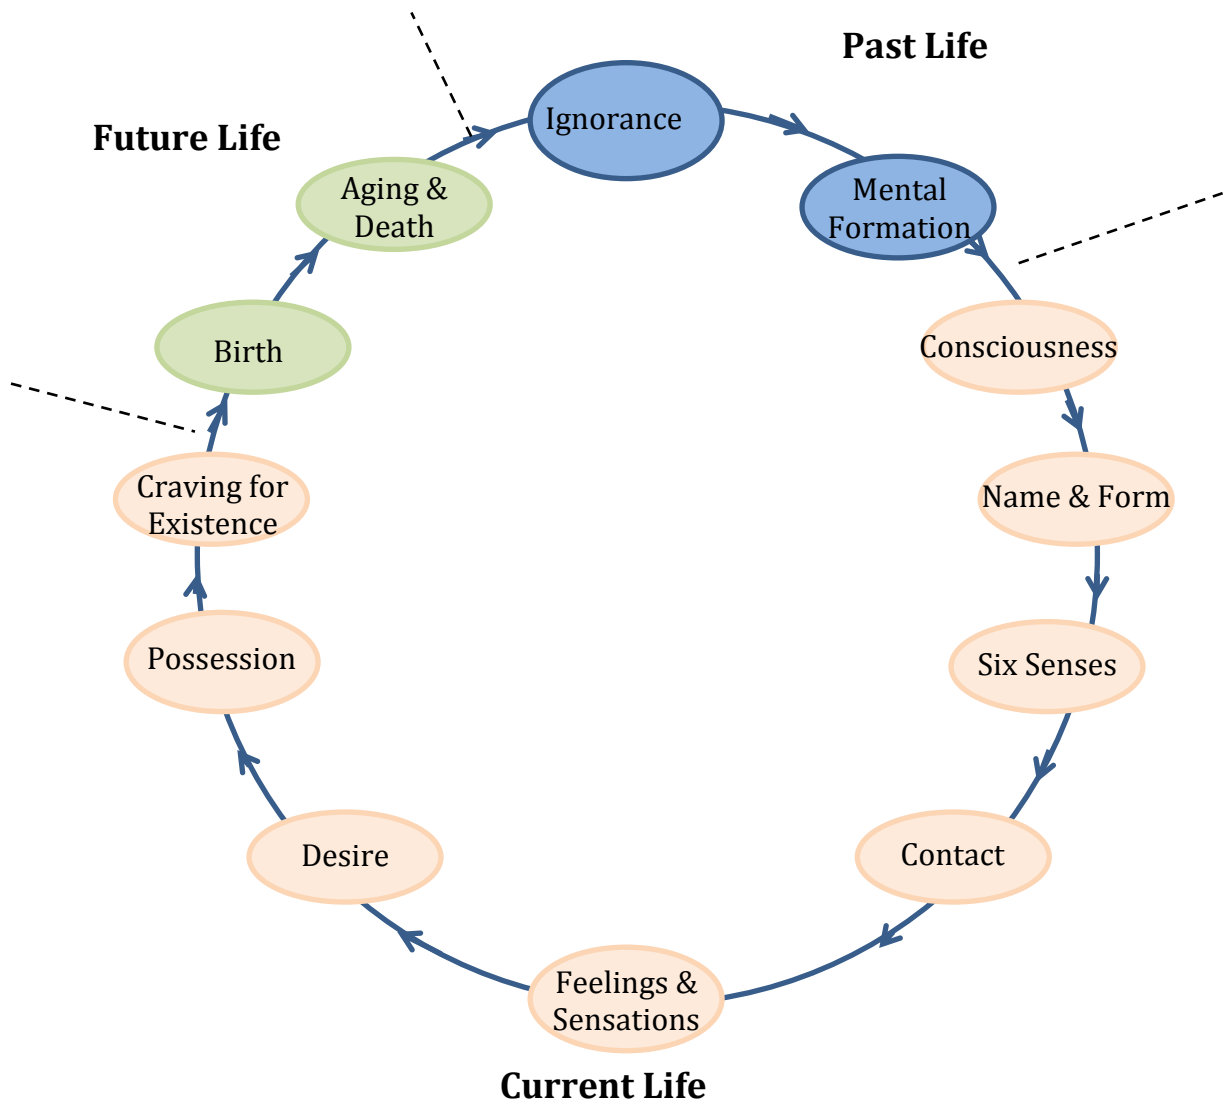 Past Life
Ignorance
Mental
Formation
Consciousness
Name & Form
Six Senses
Contact
Feelings &
Sensations
Current Life
Desire
Possession
Craving for
Existence
Birth
Aging &
Death
Future Life